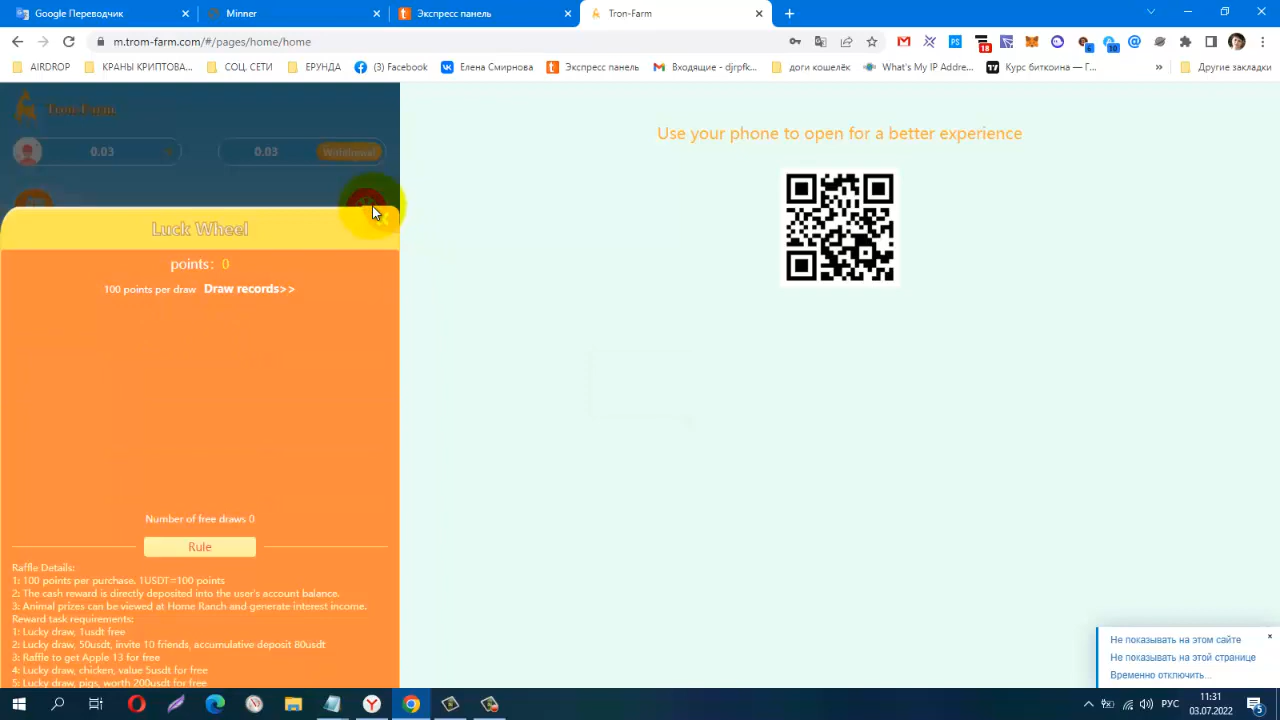 Google Переводчик
Minner
Экспресс панель
Tron-Farm
m.tron-farm.com/#/pages/home/home
18
6
10
AIRDROP
КРАНЫ КРИПТОВА...
СОЦ. СЕТИ
ЕРУНДА
(3) Facebook
Елена Смирнова
Экспресс панель
Входящие - djrpfk...
доги кошелёк
What's My IP Addre...
Курс биткоина — Г...
»
Другие закладки
Tron-Farm
0.03
0.03
Withdrawal
Use your phone to open for a better experience
Luck Wheel
points: 0
100 points per draw Draw records>>
Number of free draws 0
Rule
Raffle Details:
1: 100 points per purchase, 1USDT=100 points
2: The cash reward is directly deposited into the user's account balance.
3: Animal prizes can be viewed at Home Ranch and generate interest income.
Reward task requirements:
1: Lucky draw, 1usdt free
2: Lucky draw, 50usdt, invite 10 friends, accumulative deposit 80usdt
3: Raffle to get Apple 13 for free
4: Lucky draw, chicken, value 5usdt for free
5: Lucky draw, pigs, worth 200usdt for free
Не показывать на этом сайте
Не показывать на этой странице
Временно отключить...
РУС
11:31
03.07.2022